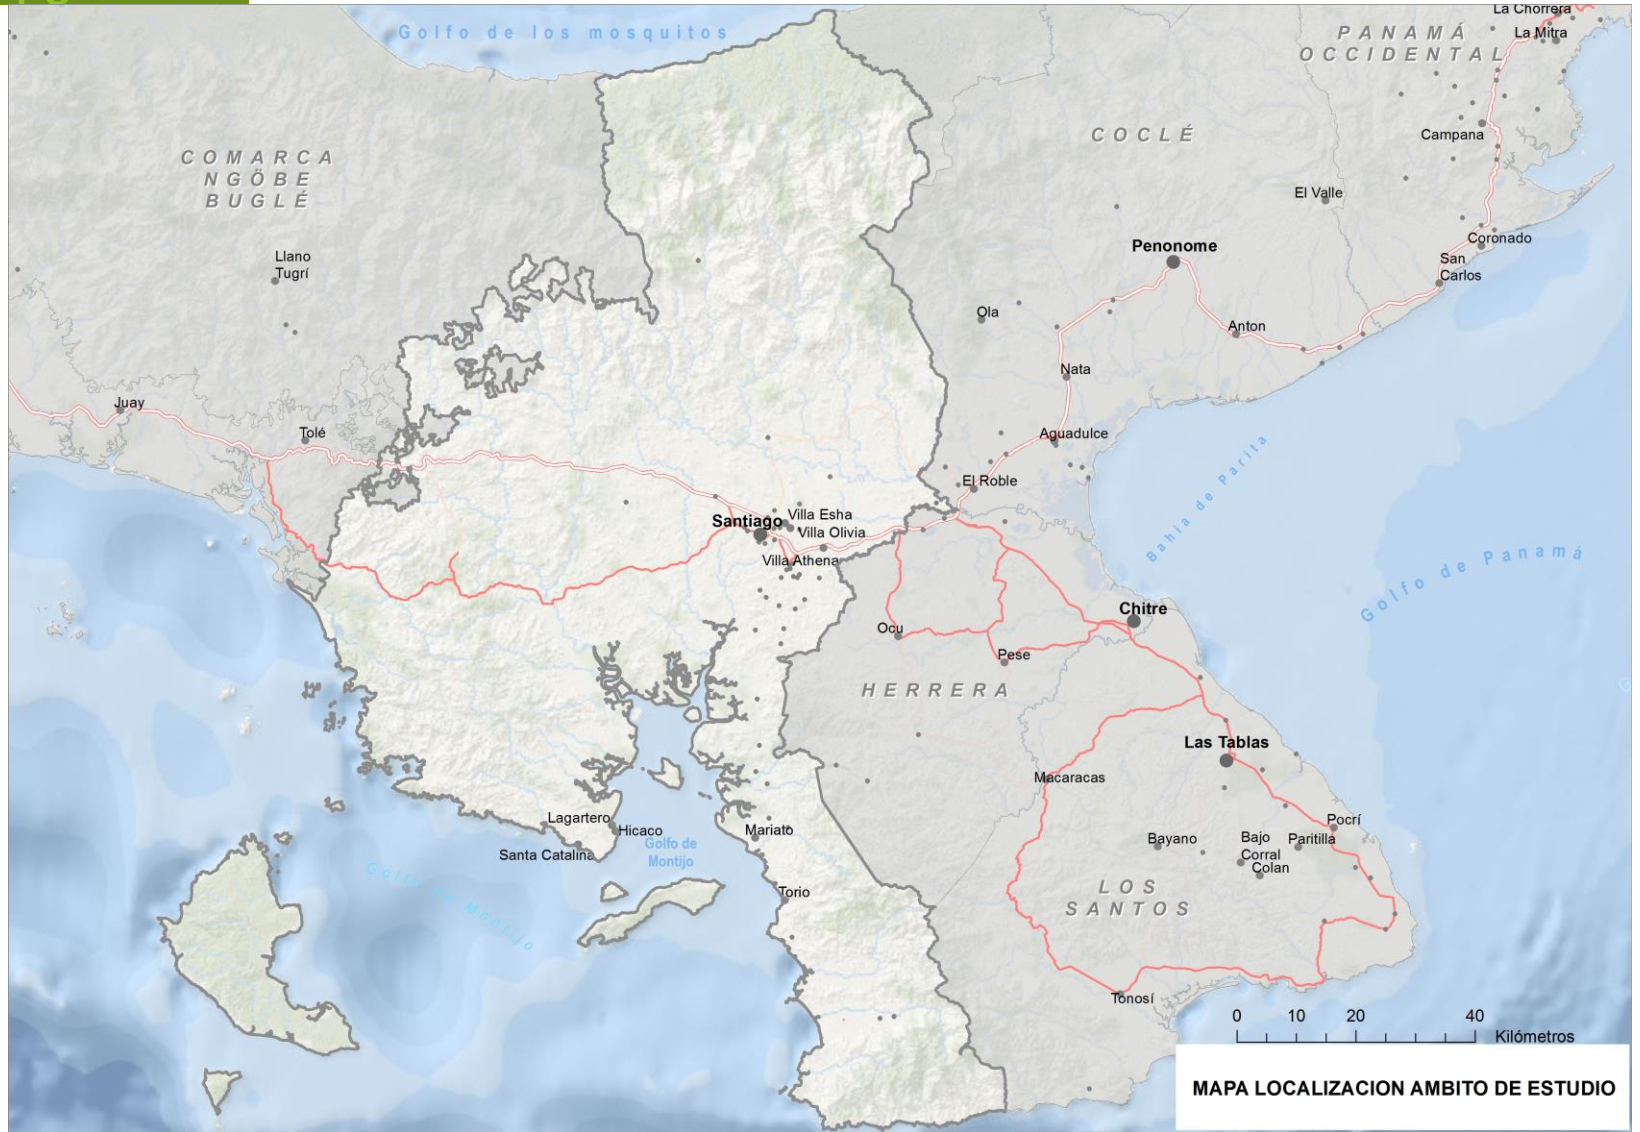 La Chorrera
Golfo de los mosquitos
PANAMÁ
OCCIDENTAL
La Mitra
COCLÉ
Campana
COMARCA
NGÖBE
BUGLÉ
El Valle
Penonome
Coronado
Llano
Tugrí
San
Carlos
Ola
Anton
Nata
Juay
Tolé
Aguadulce
Bahia de Parita
El Roble
Santiago
Villa Esha
Villa Olivia
Villa Athena
Golfo de Panamá
Chitre
Ocu
Pese
HERRERA
Las Tablas
Macaracas
Lagartero
Hicaco
Mariato
Pocrí
Santa Catalina
Golfo de
Montijo
Bayano
Bajo
Corral
Paritilla
Colan
Golfo de Montijo
Torio
LOS
SANTOS
Tonosí
0 10 20 40
Kilómetros
MAPA LOCALIZACION AMBITO DE ESTUDIO